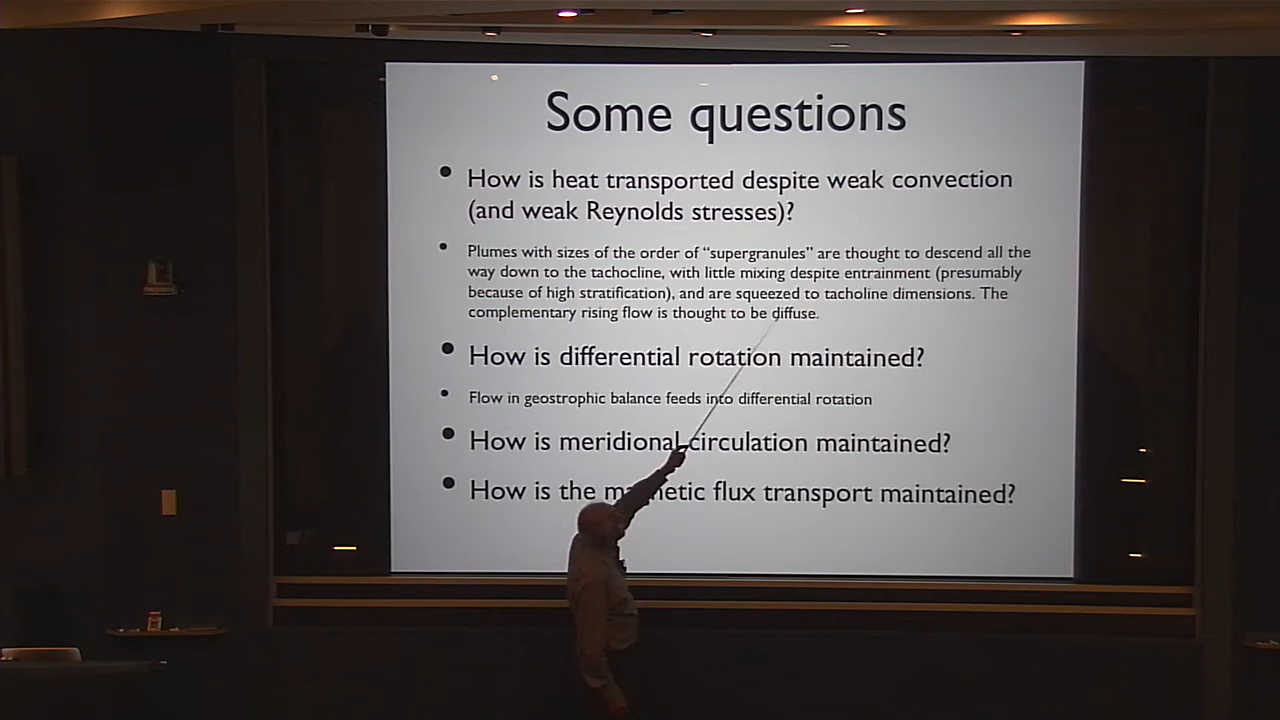 Some questions
• How is heat transported despite weak convection
(and weak Reynolds stresses)?
• Plumes with sizes of the order of “supergranules” are thought to descend all the
way down to the tachocline, with little mixing despite entrainment (presumably
because of high stratification), and are squeezed to tacholine dimensions. The
complementary rising flow is thought to be diffuse.
• How is differential rotation maintained?
• Flow in geostrophic balance feeds into differential rotation
• How is meridional circulation maintained?
• How is the magnetic flux transport maintained?